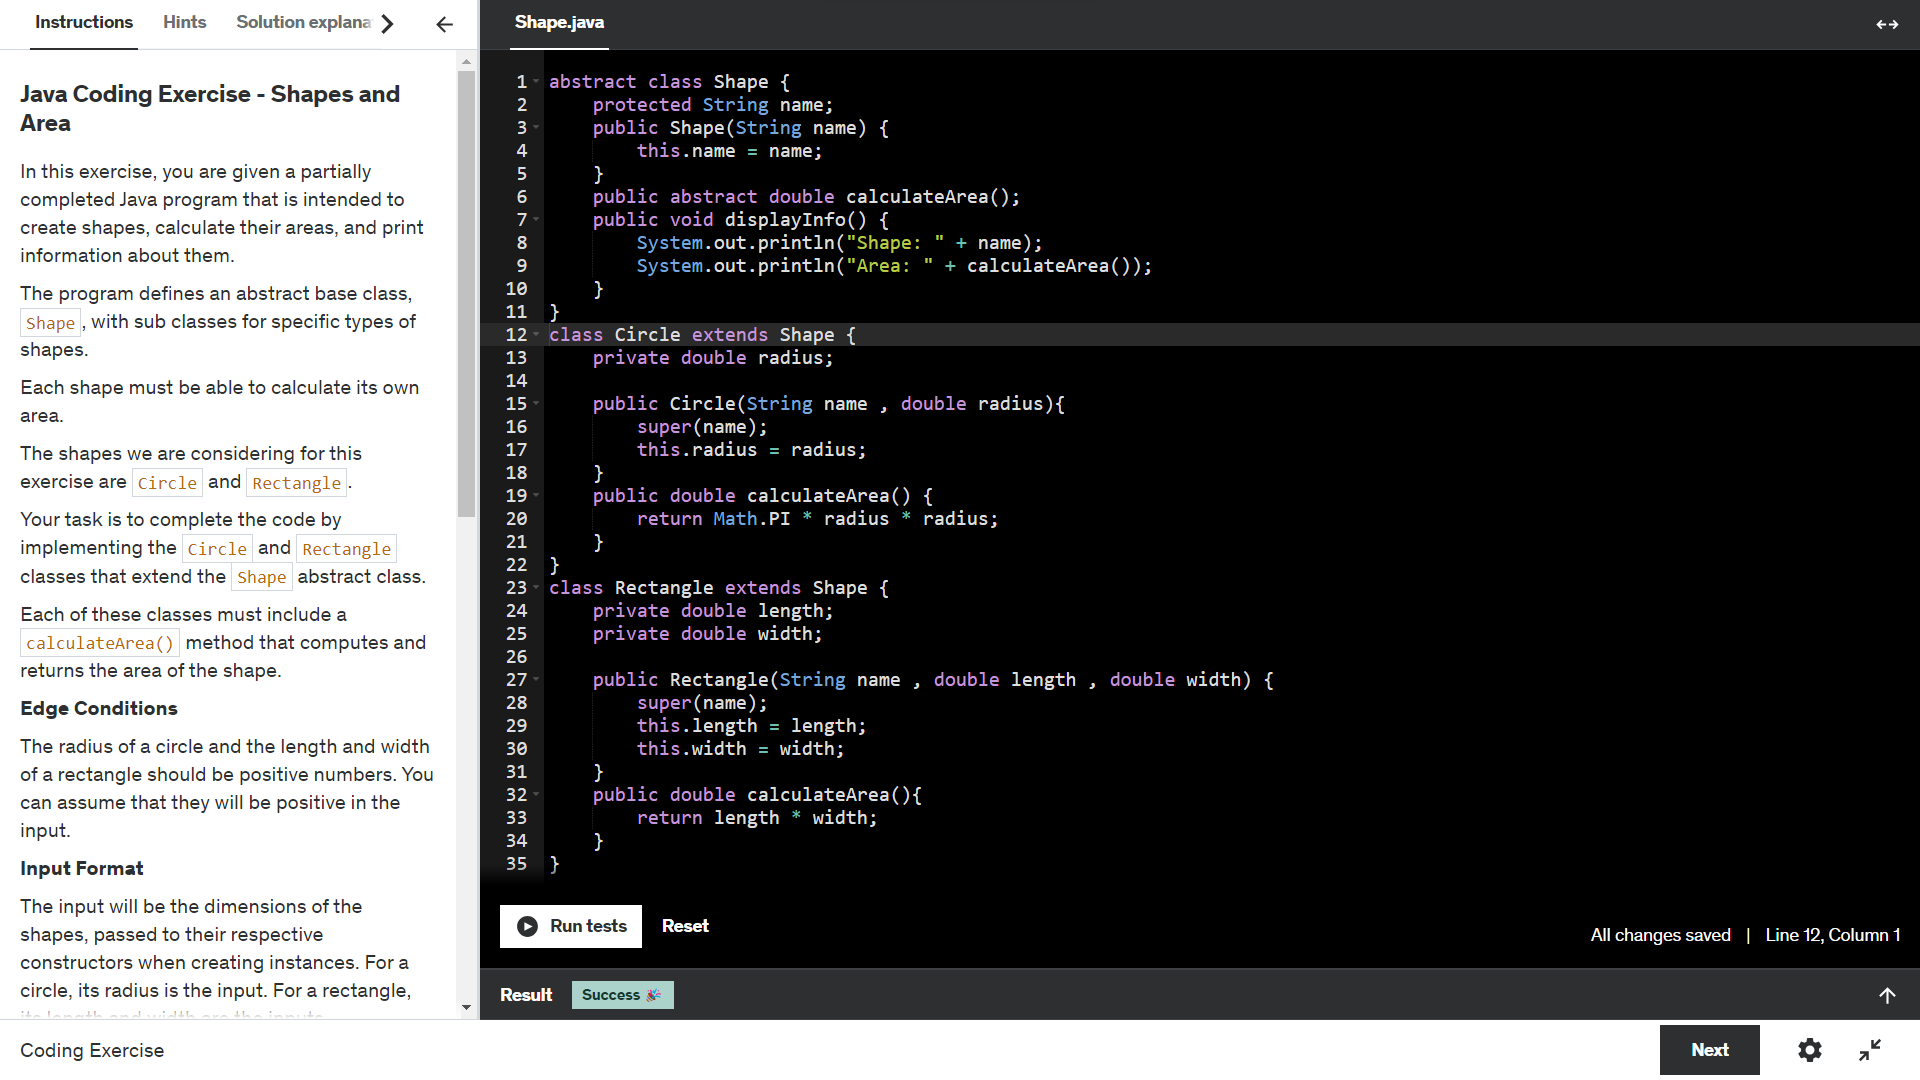 Instructions
Hints
Solution explana
Java Coding Exercise - Shapes and
Area
In this exercise, you are given a partially
completed Java program that is intended to
create shapes, calculate their areas, and print
information about them.
The program defines an abstract base class,
Shape , with sub classes for specific types of
shapes.
Each shape must be able to calculate its own
area.
The shapes we are considering for this
exercise are Circle and Rectangle .
Your task is to complete the code by
implementing the Circle and Rectangle
classes that extend the Shape abstract class.
Each of these classes must include a
calculateArea() method that computes and
returns the area of the shape.
Edge Conditions
The radius of a circle and the length and width
of a rectangle should be positive numbers. You
can assume that they will be positive in the
input.
Input Format
The input will be the dimensions of the
shapes, passed to their respective
constructors when creating instances. For a
circle, its radius is the input. For a rectangle,
its length and width are the inputs.
Shape.java
1 abstract class Shape {
2     protected String name;
3     public Shape(String name) {
4         this.name = name;
5     }
6     public abstract double calculateArea();
7     public void displayInfo() {
8         System.out.println("Shape: " + name);
9         System.out.println("Area: " + calculateArea());
10     }
11 }
12 class Circle extends Shape {
13     private double radius;
14
15     public Circle(String name , double radius){
16         super(name);
17         this.radius = radius;
18     }
19     public double calculateArea() {
20         return Math.PI * radius * radius;
21     }
22 }
23 class Rectangle extends Shape {
24     private double length;
25     private double width;
26
27     public Rectangle(String name , double length , double width) {
28         super(name);
29         this.length = length;
30         this.width = width;
31     }
32     public double calculateArea(){
33         return length * width;
34     }
35 }
Run tests
Reset
All changes saved | Line 12, Column 1
Result
Success 🎉
Coding Exercise
Next